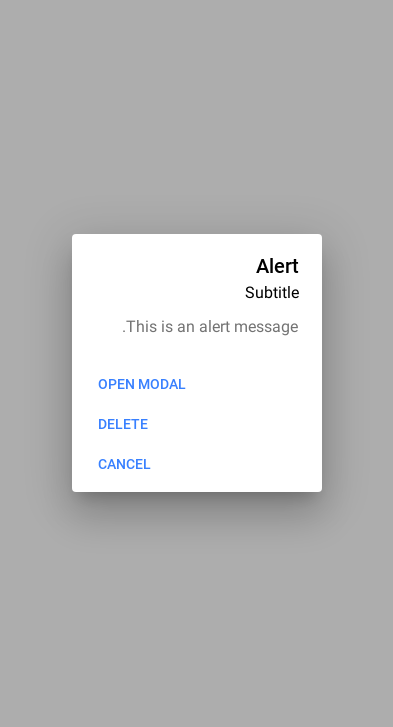 Alert
Subtitle
.This is an alert message
OPEN MODAL
DELETE
CANCEL